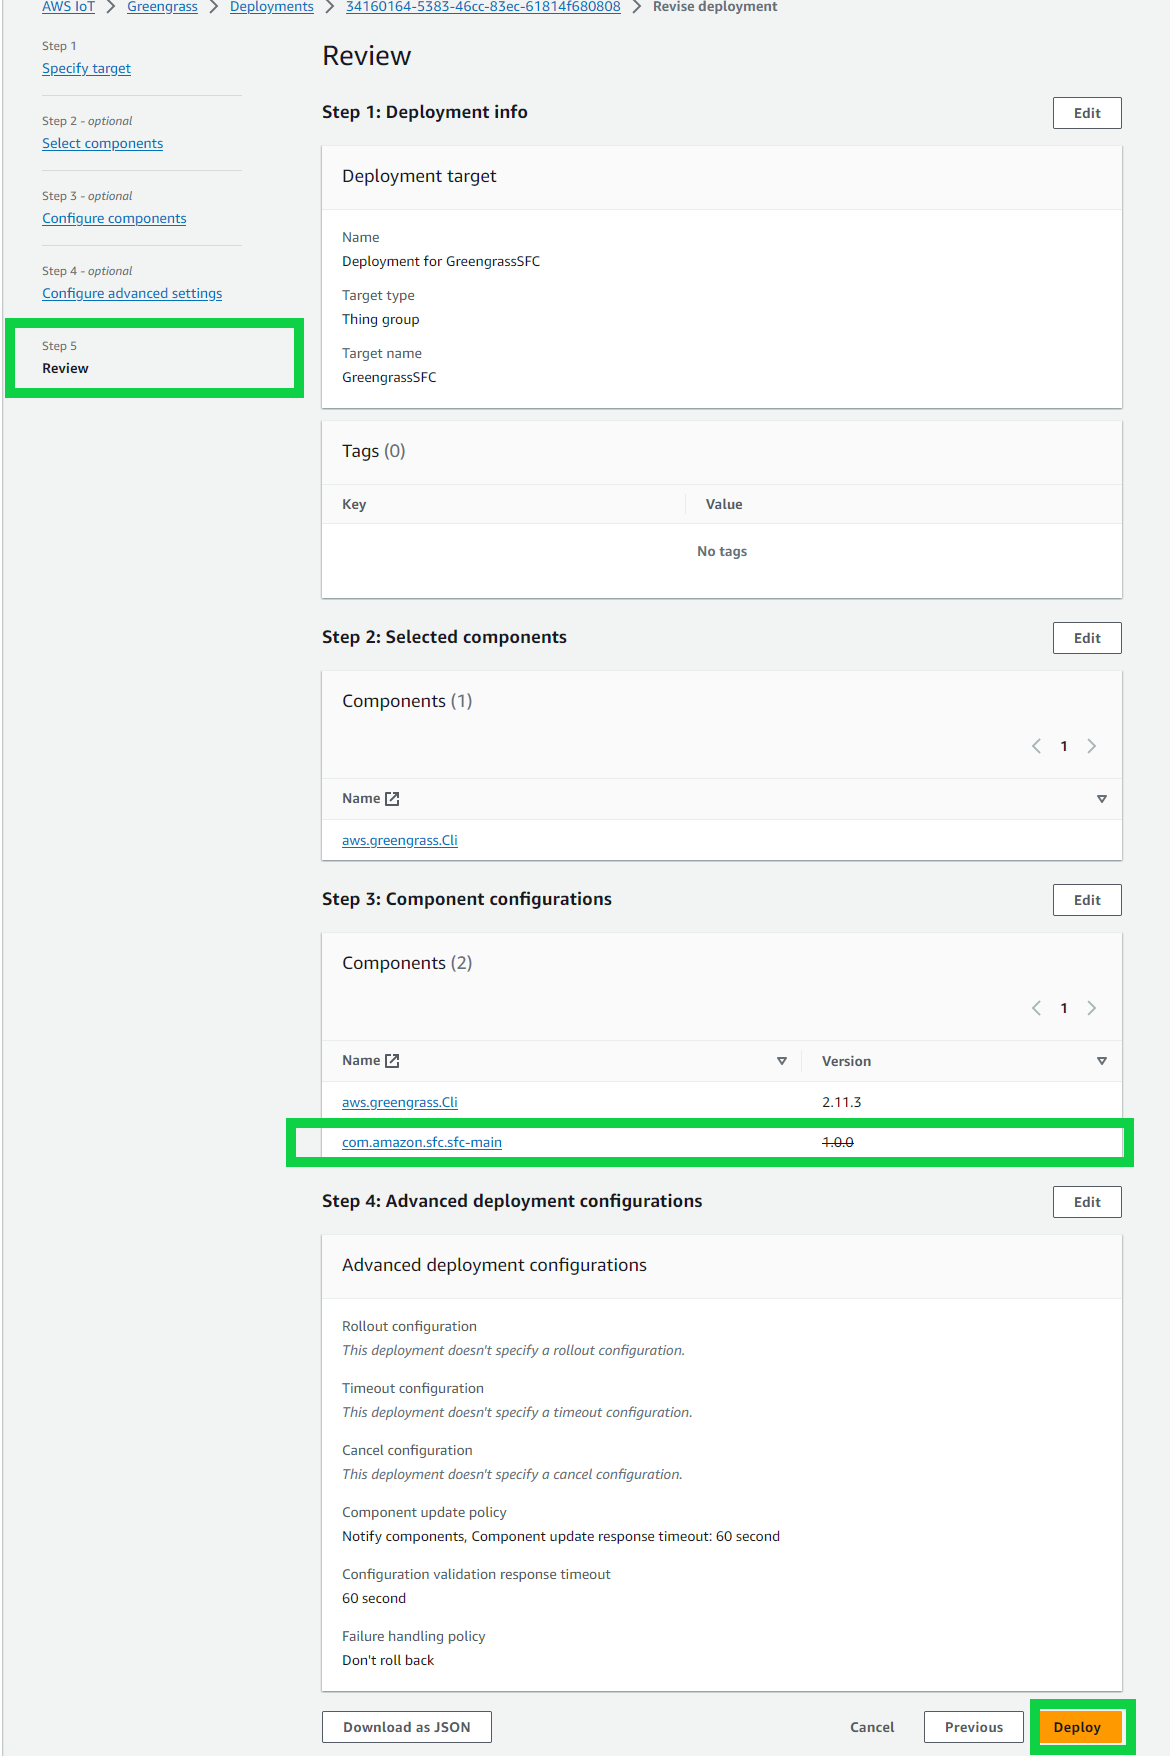 AWS IoT > Greengrass > Deployments > 34160164-5383-46cc-83ec-61814f680808 > Revise deployment
Step 1
Specify target
Step 2 - optional
Select components
Step 3 - optional
Configure components
Step 4 - optional
Configure advanced settings
Step 5
Review
Review
Step 1: Deployment info
Edit
Deployment target
Name
Deployment for GreengrassSFC
Target type
Thing group
Target name
GreengrassSFC
Tags (0)
Key Value
No tags
Step 2: Selected components
Edit
Components (1)
1
Name
aws.greengrass.Cli
Step 3: Component configurations
Edit
Components (2)
1
Name Version
aws.greengrass.Cli 2.11.3
com.amazon.sfc.sfc-main 1.0.0
Step 4: Advanced deployment configurations
Edit
Advanced deployment configurations
Rollout configuration
This deployment doesn't specify a rollout configuration.
Timeout configuration
This deployment doesn't specify a timeout configuration.
Cancel configuration
This deployment doesn't specify a cancel configuration.
Component update policy
Notify components, Component update response timeout: 60 second
Configuration validation response timeout
60 second
Failure handling policy
Don't roll back
Download as JSON Cancel Previous Deploy